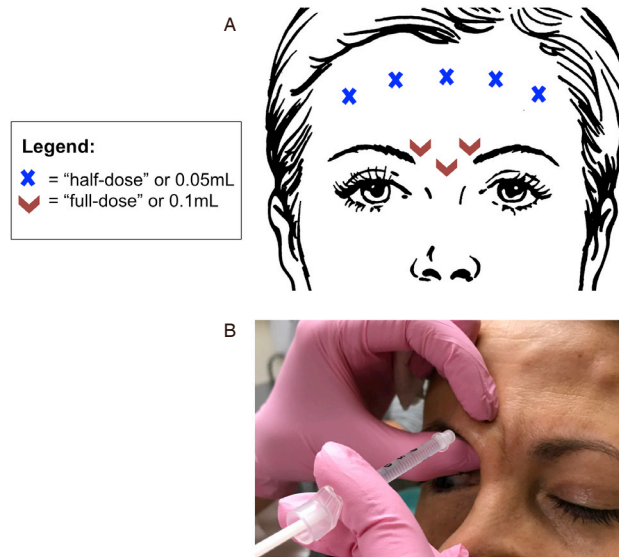 A
Legend:
= "half-dose" or 0.05mL
= "full-dose" or 0.1mL
B